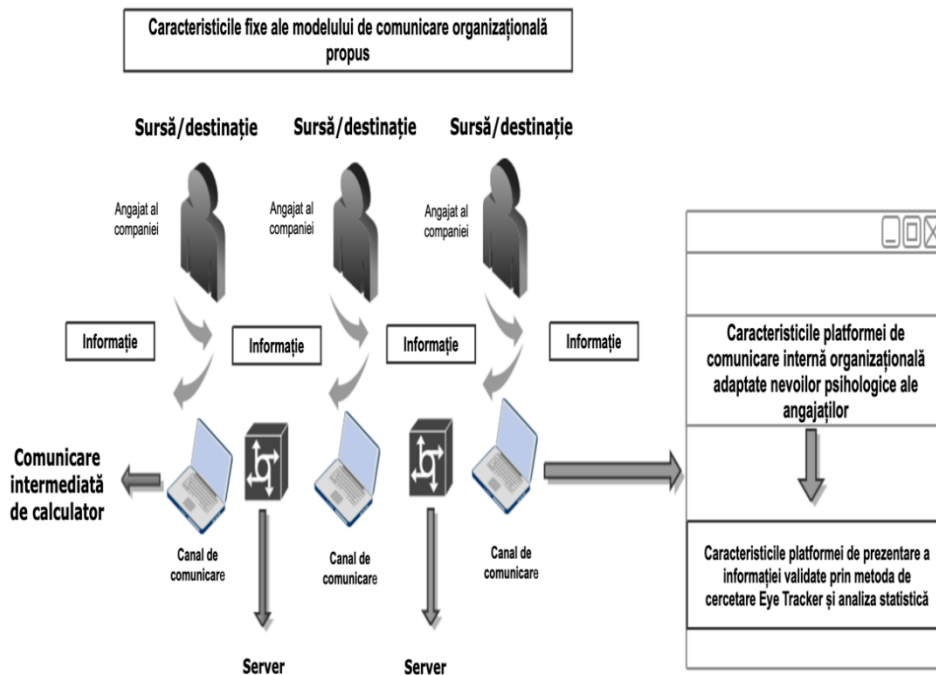 Caracteristicile fixe ale modelului de comunicare organizațională
propus
Sursă/destinație
Sursă/destinație
Sursă/destinație
Angajat al
companiei
Angajat al
companiei
Angajat al
companiei
Informație
Informație
Informație
Informație
Caracteristicile platformei de
comunicare internă organizațională
adaptate nevoilor psihologice ale
angajaților
Comunicare
intermediată
de calculator
Canal de
comunicare
Canal de
comunicare
Canal de
comunicare
Caracteristicile platformei de prezentare a
informației validate prin metoda de
cercetare Eye Tracker și analiza statistică
Server
Server